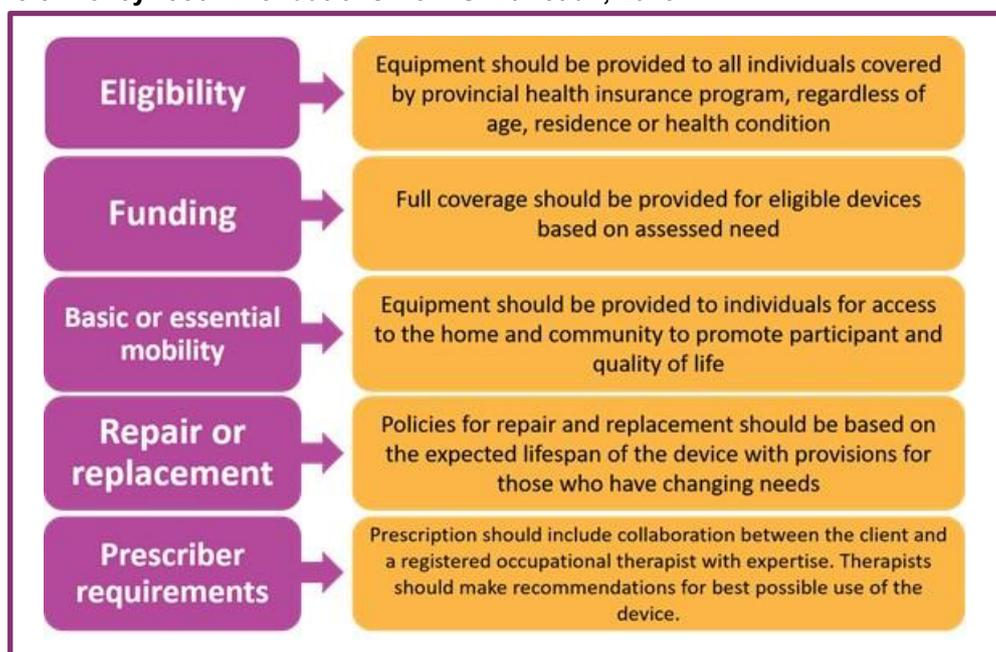 Eligibility
Equipment should be provided to all individuals covered
by provincial health insurance program, regardless of
age, residence or health condition
Funding
Full coverage should be provided for eligible devices
based on assessed need
Basic or essential
mobility
Equipment should be provided to individuals for access
to the home and community to promote participant and
quality of life
Repair or
replacement
Policies for repair and replacement should be based on
the expected lifespan of the device with provisions for
those who have changing needs
Prescriber
requirements
Prescription should include collaboration between the client and
a registered occupational therapist with expertise. Therapists
should make recommendations for best possible use of the
device.